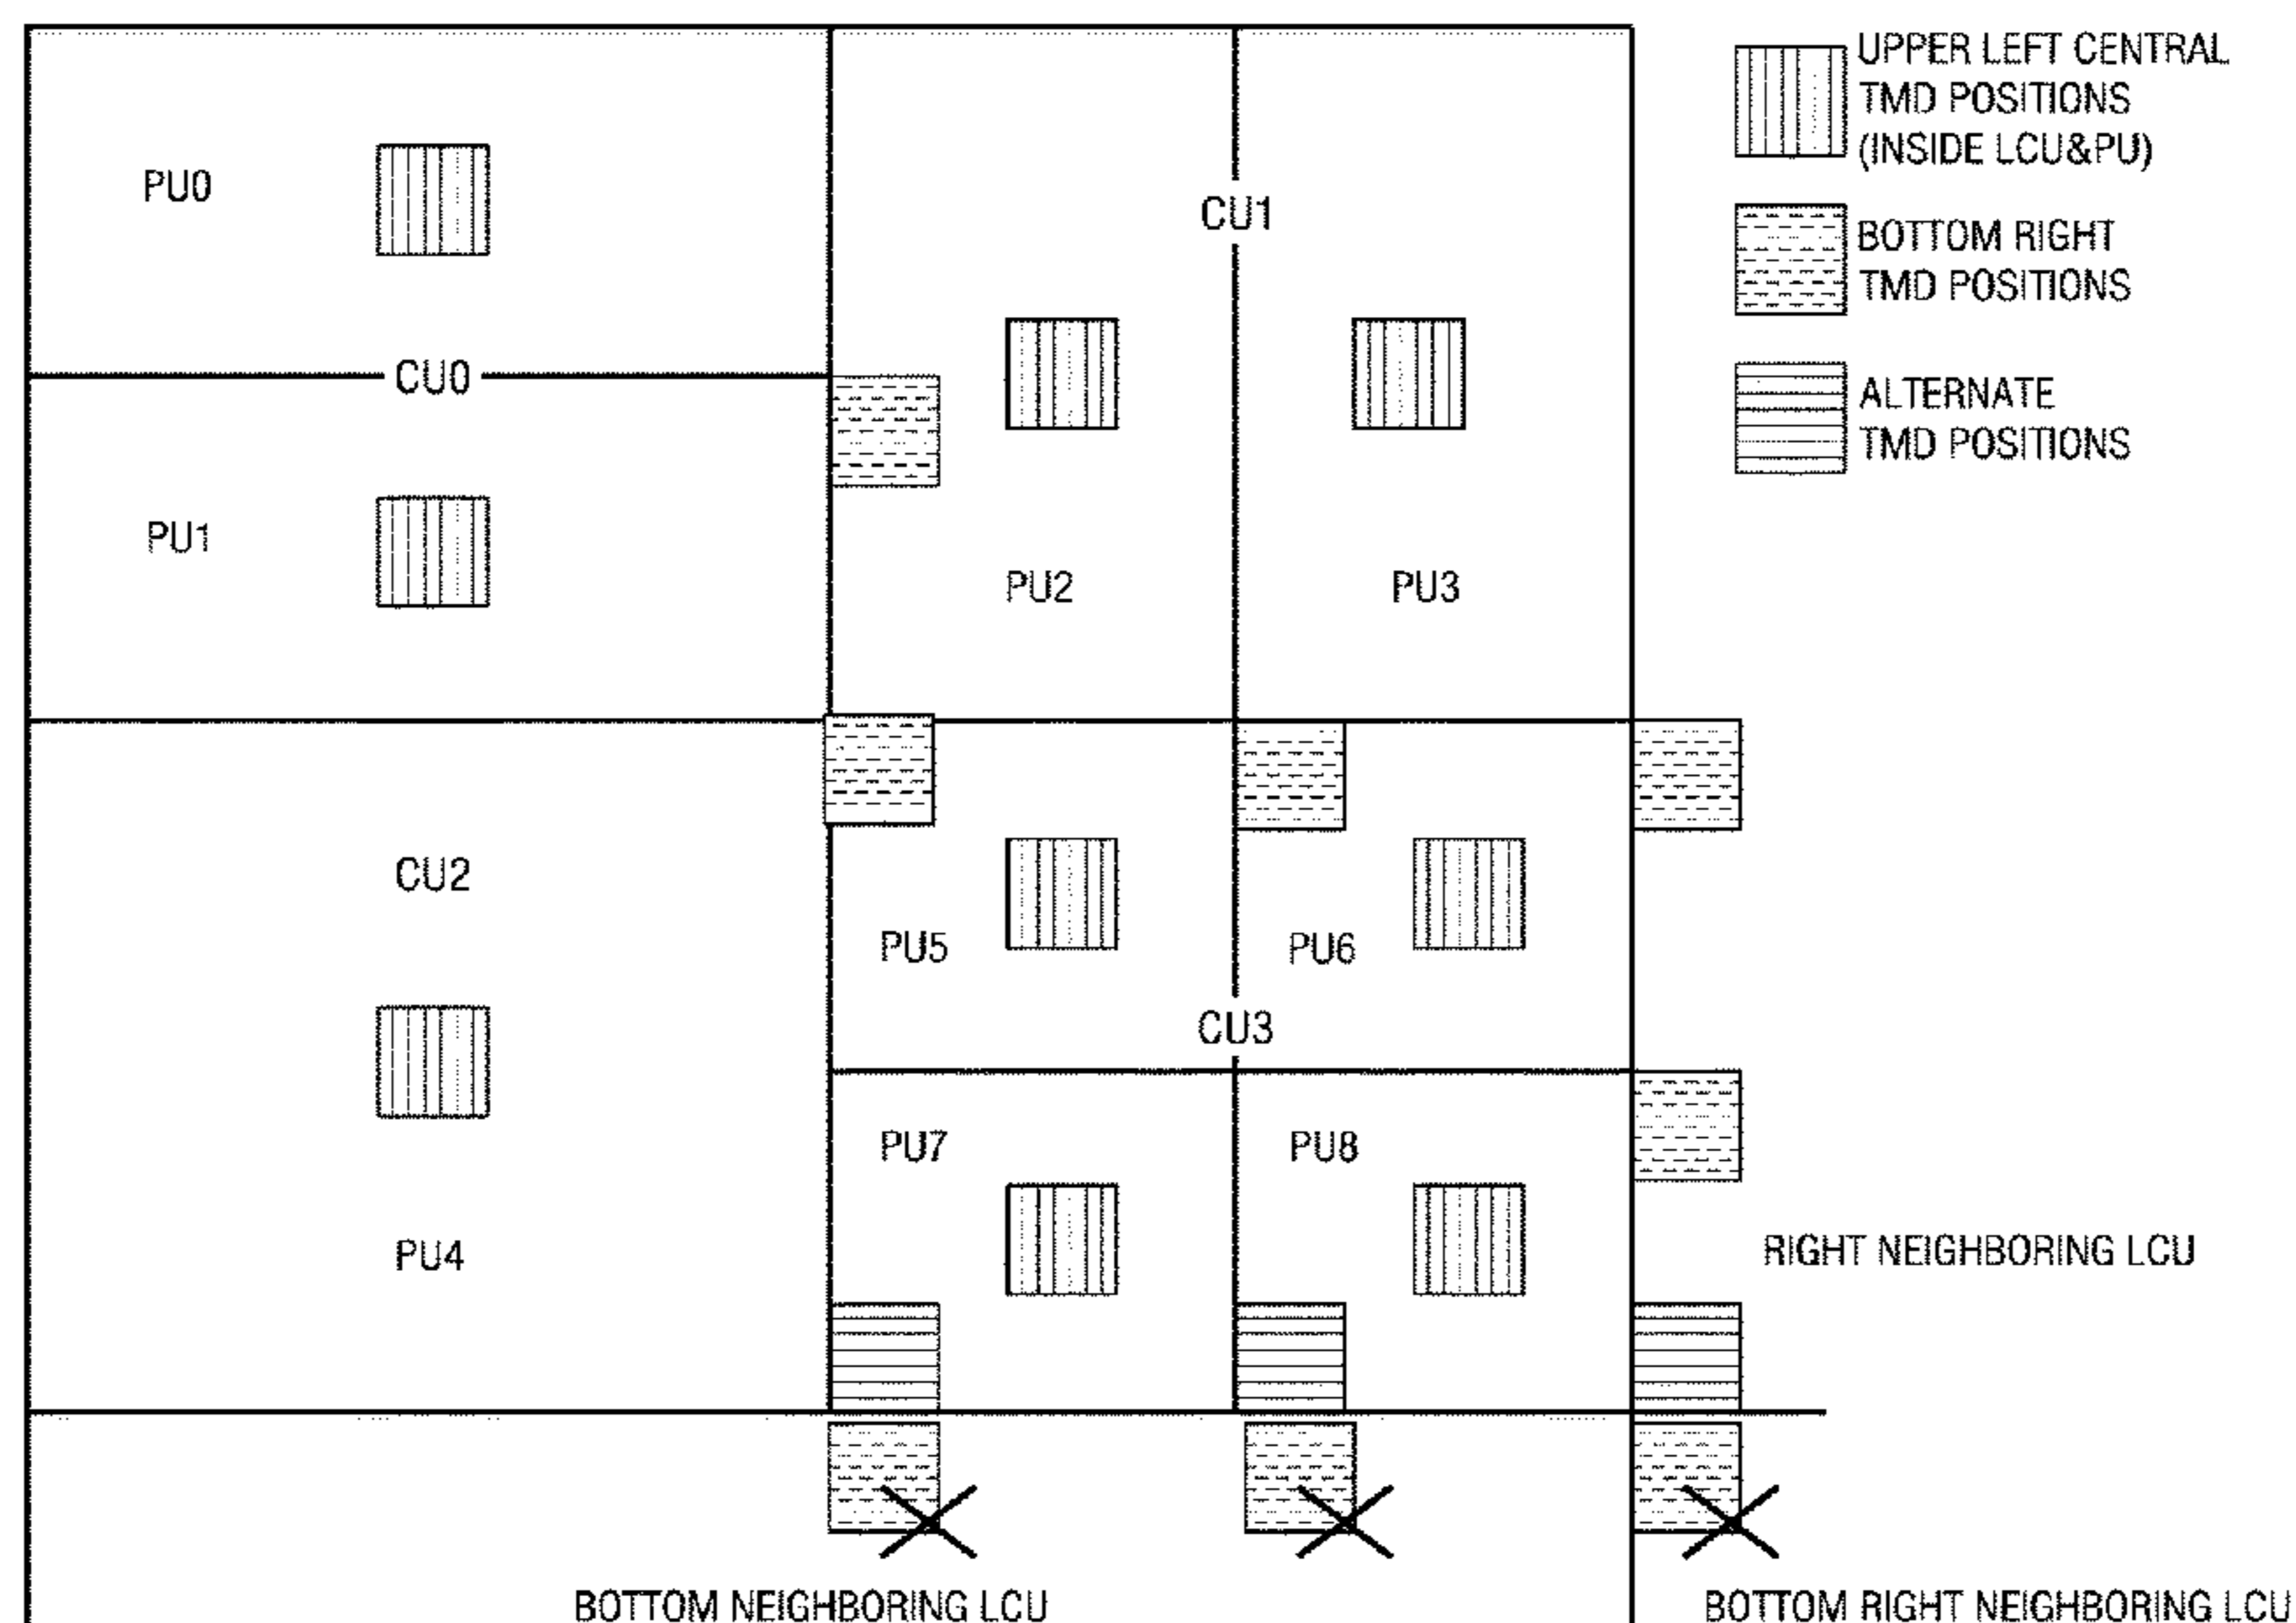 UPPER LEFT CENTRAL
TMD POSITIONS
(INSIDE LCU&PU)
BOTTOM RIGHT
TMD POSITIONS
ALTERNATE
TMD POSITIONS
PU0
CU1
CU0
PU1
PU2
PU3
CU2
PU5
PU6
CU3
PU7
PU8
PU4
RIGHT NEIGHBORING LCU
BOTTOM NEIGHBORING LCU
BOTTOM RIGHT NEIGHBORING LCU